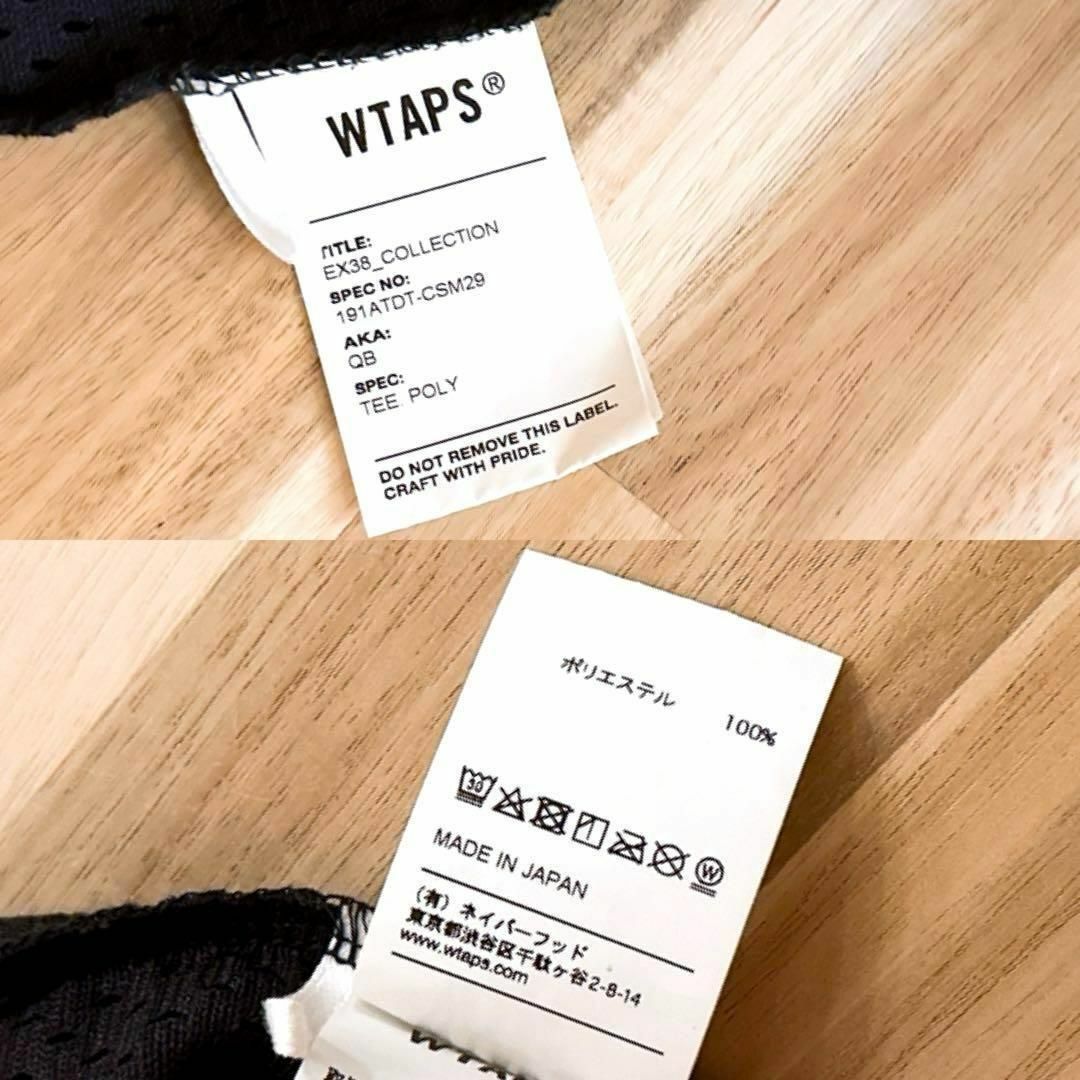 WTAPS®
TITLE:
EX38_COLLECTION
SPEC NO:
191ATDT-CSM29
AKA:
QB
SPEC:
TEE. POLY
DO NOT REMOVE THIS LABEL.
CRAFT WITH PRIDE.
ポリエステル 100%
30
W
MADE IN JAPAN
(有) ネイバーフッド
東京都渋谷区千駄ヶ谷2-8-14
www.wtaps.com